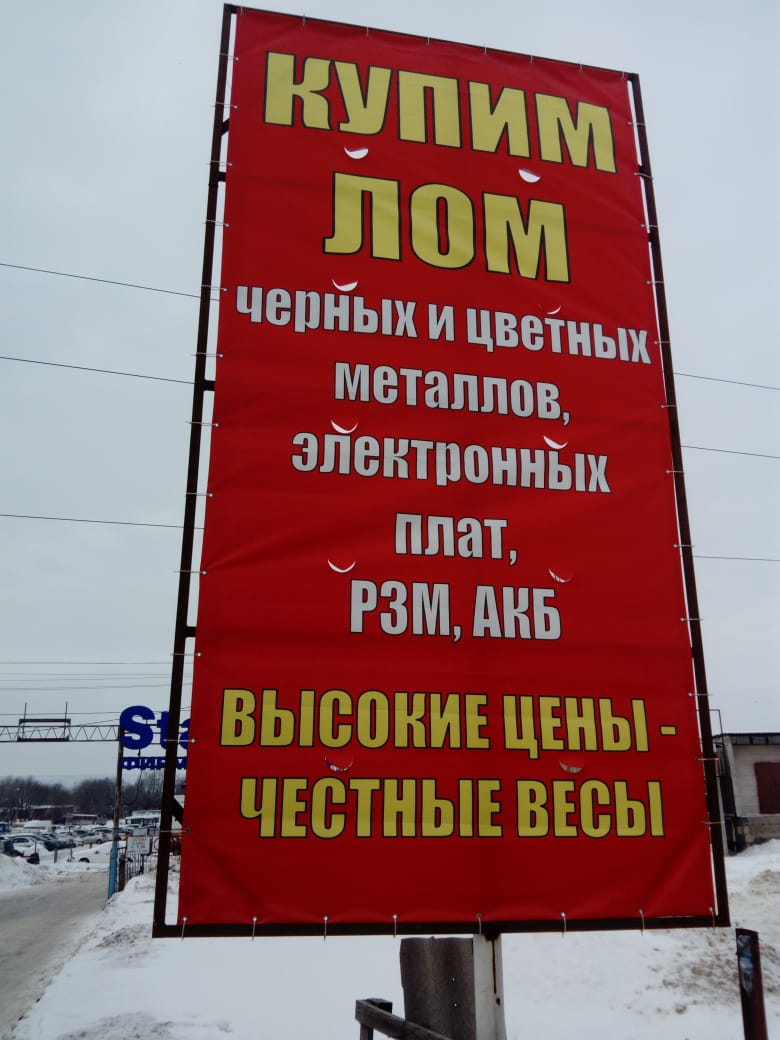 КУПИМ
ЛОМ
черных и цветных
металлов,
электронных
плат,
РЗМ, АКБ
ВЫСОКИЕ ЦЕНЫ -
ЧЕСТНЫЕ ВЕСЫ